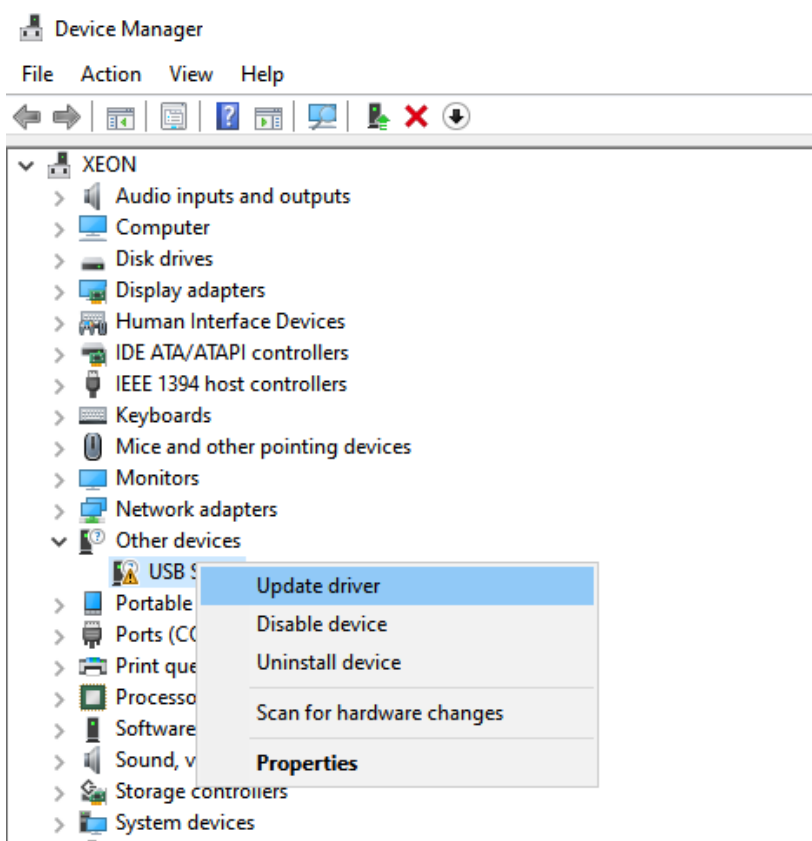 Device Manager
File Action View Help
XEON
Audio inputs and outputs
Computer
Disk drives
Display adapters
Human Interface Devices
IDE ATA/ATAPI controllers
IEEE 1394 host controllers
Keyboards
Mice and other pointing devices
Monitors
Network adapters
Other devices
USB
Update driver
Disable device
Uninstall device
Scan for hardware changes
Properties
Portable
Ports (CO
Print que
Processo
Software
Sound, v
Storage controllers
System devices